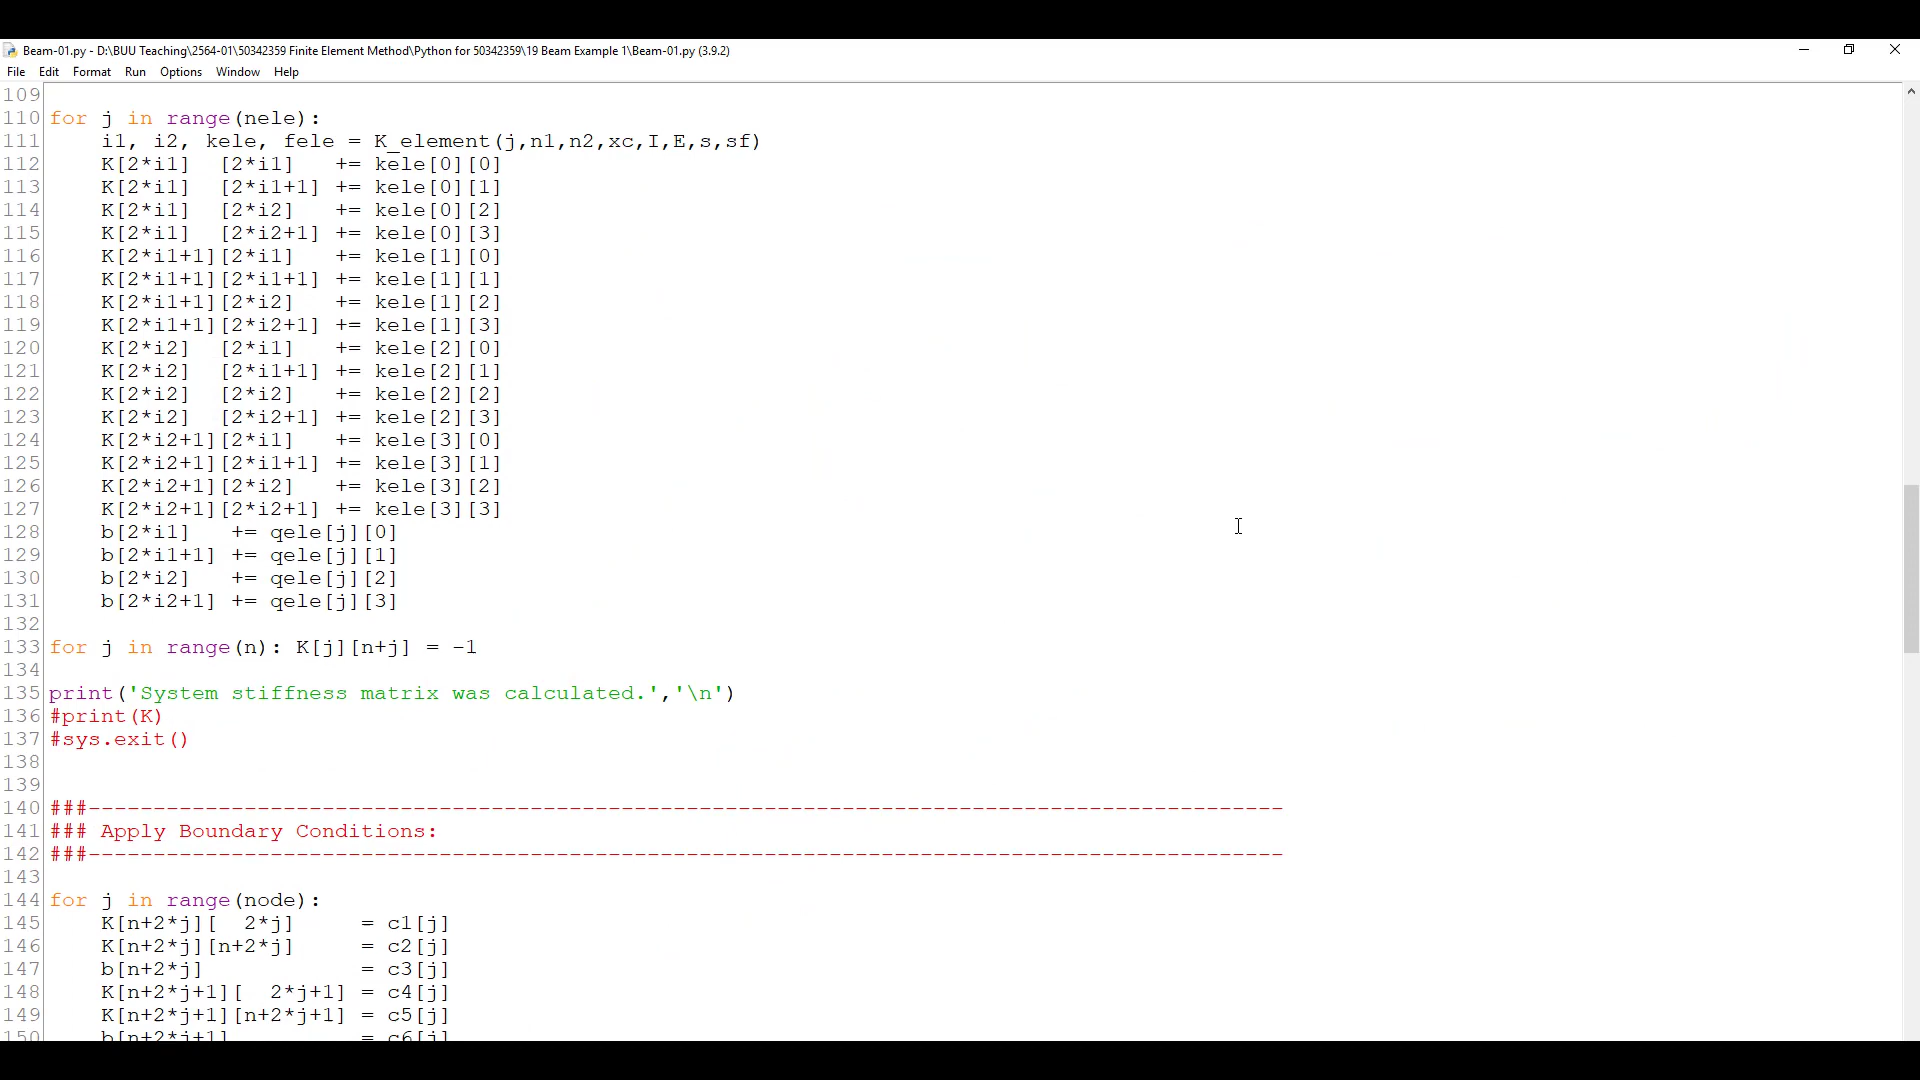 Beam-01.py - D:\BUU Teaching\2564-01\50342359 Finite Element Method\Python for 50342359\19 Beam Example 1\Beam-01.py (3.9.2)
File Edit Format Run Options Window Help
109
110 for j in range(nele):
111     i1, i2, kele, fele = K_element(j,n1,n2,xc,I,E,s,sf)
112     K[2*i1]  [2*i1]   += kele[0][0]
113     K[2*i1]  [2*i1+1] += kele[0][1]
114     K[2*i1]  [2*i2]   += kele[0][2]
115     K[2*i1]  [2*i2+1] += kele[0][3]
116     K[2*i1+1][2*i1]   += kele[1][0]
117     K[2*i1+1][2*i1+1] += kele[1][1]
118     K[2*i1+1][2*i2]   += kele[1][2]
119     K[2*i1+1][2*i2+1] += kele[1][3]
120     K[2*i2]  [2*i1]   += kele[2][0]
121     K[2*i2]  [2*i1+1] += kele[2][1]
122     K[2*i2]  [2*i2]   += kele[2][2]
123     K[2*i2]  [2*i2+1] += kele[2][3]
124     K[2*i2+1][2*i1]   += kele[3][0]
125     K[2*i2+1][2*i1+1] += kele[3][1]
126     K[2*i2+1][2*i2]   += kele[3][2]
127     K[2*i2+1][2*i2+1] += kele[3][3]
128     b[2*i1]   += qele[j][0]
129     b[2*i1+1] += qele[j][1]
130     b[2*i2]   += qele[j][2]
131     b[2*i2+1] += qele[j][3]
132
133 for j in range(n): K[j][n+j] = -1
134
135 print('System stiffness matrix was calculated.','\n')
136 #print(K)
137 #sys.exit()
138
139
140 ###---------------------------------------------------------------------------------------------
141 ### Apply Boundary Conditions:
142 ###---------------------------------------------------------------------------------------------
143
144 for j in range(node):
145     K[n+2*j][  2*j]     = c1[j]
146     K[n+2*j][n+2*j]     = c2[j]
147     b[n+2*j]            = c3[j]
148     K[n+2*j+1][  2*j+1] = c4[j]
149     K[n+2*j+1][n+2*j+1] = c5[j]
150     b[n+2*j+1]          = c6[j]